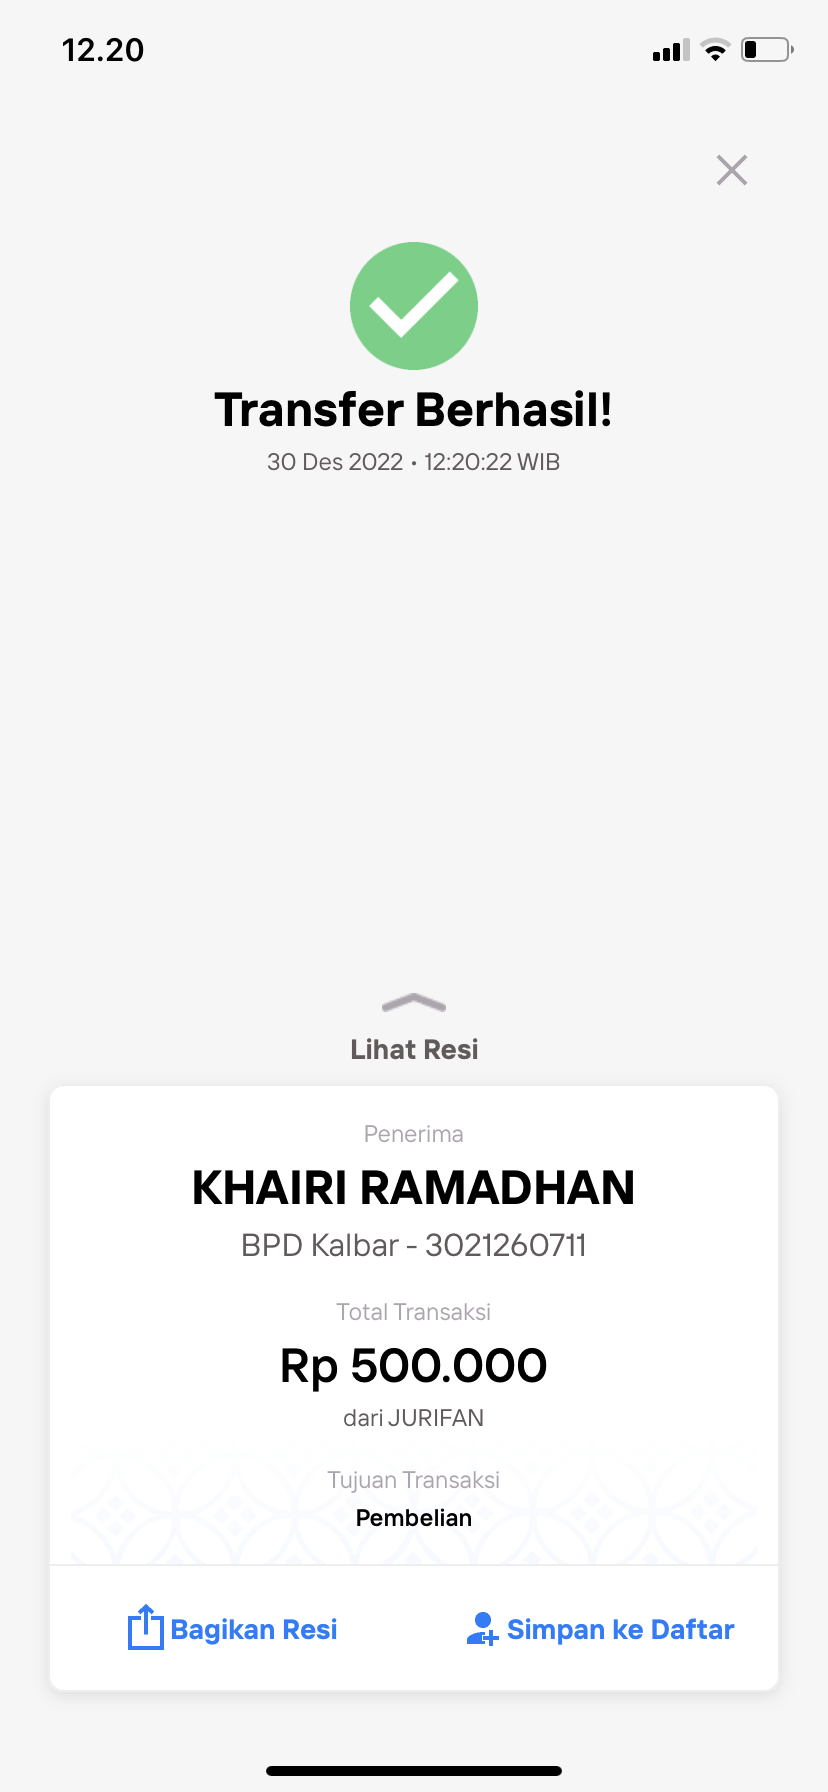 12.20
Transfer Berhasil!
30 Des 2022 • 12:20:22 WIB
Lihat Resi
Penerima
KHAIRI RAMADHAN
BPD Kalbar - 3021260711
Total Transaksi
Rp 500.000
dari JURIFAN
Tujuan Transaksi
Pembelian
Bagikan Resi
Simpan ke Daftar